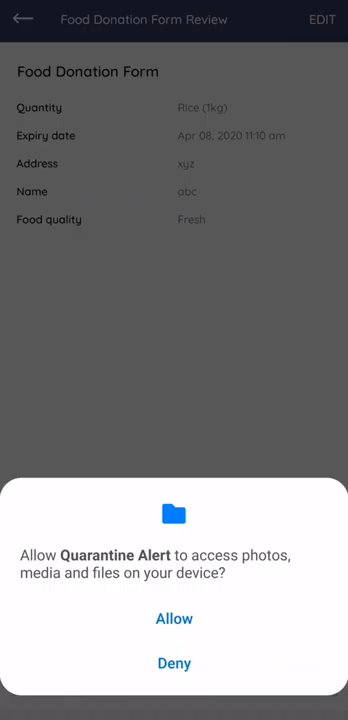 Food Donation Form Review EDIT
Food Donation Form
Quantity Rice (1kg)
Expiry date Apr 08, 2020 11:10 am
Address xyz
Name abc
Food quality Fresh
Allow Quarantine Alert to access photos,
media and files on your device?
Allow
Deny